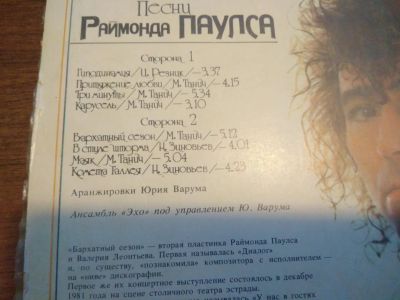 Песни
Раймонда ПАУЛСА
Сторона 1
Гиподинамия/И. Резник/—3.37
Притяжение любви/М. Танич/—4.15
Три минуты/М. Танич/—5.34
Карусель/М. Танич/—3.10
Сторона 2
Бархатный сезон/М. Танич/—5.12
В стиле шторма/Н. Зиновьев/—4.01
Маяк/М. Танич/—5.04
Комета Галлея/Н. Зиновьев/—4.23
Аранжировки Юрия Варума
Ансамбль «Эхо» под управлением Ю. Варума
«Бархатный сезон» — вторая пластинка Раймонда Паулса
и Валерия Леонтьева. Первая называлась «Диалог»
и, по существу, «познакомила» композитора с исполнителем —
на «ниве» дискографии.
Первое же их концертное выступление состоялось в декабре
1981 года на сцене столичного театра эстрады.
назывались «У нас в гостях